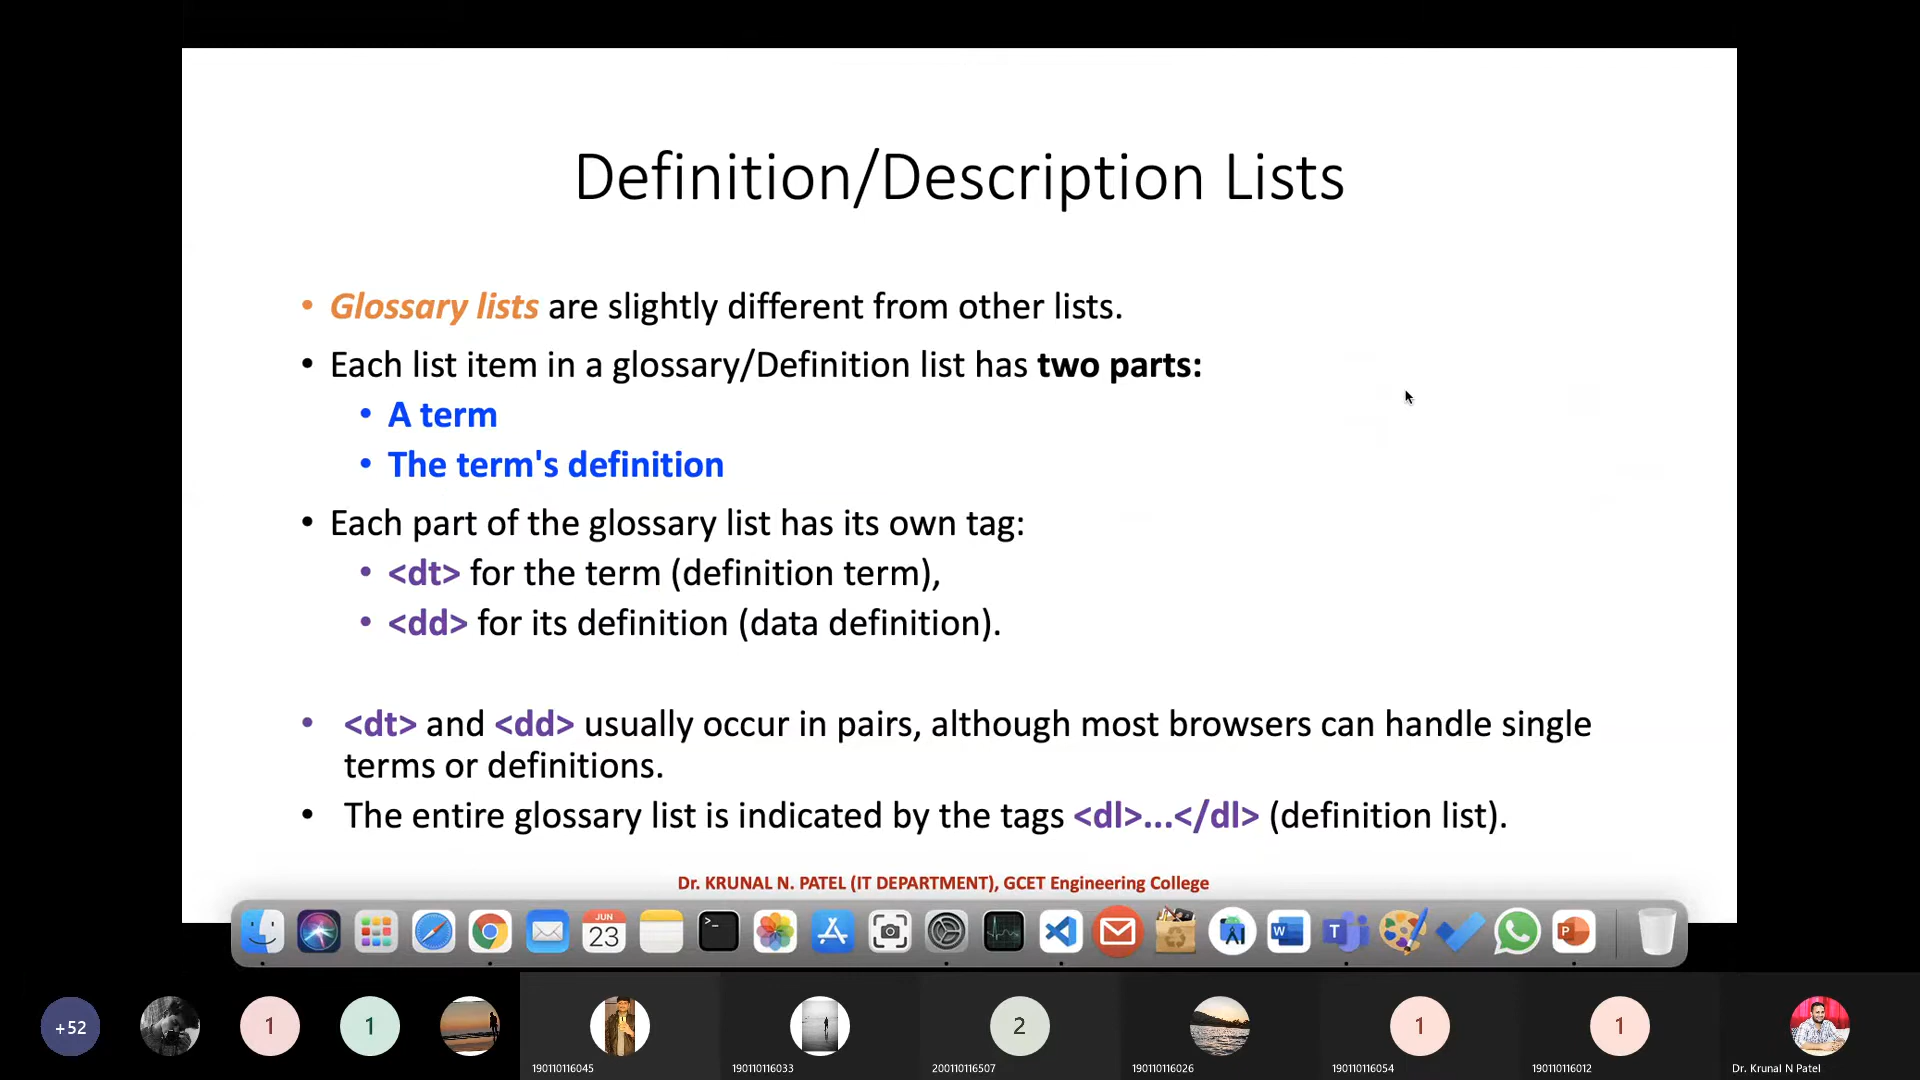 Definition/Description Lists
• Glossary lists are slightly different from other lists.
• Each list item in a glossary/Definition list has two parts:
• A term
• The term's definition
• Each part of the glossary list has its own tag:
• <dt> for the term (definition term),
• <dd> for its definition (data definition).
• <dt> and <dd> usually occur in pairs, although most browsers can handle single
terms or definitions.
• The entire glossary list is indicated by the tags <dl>...</dl> (definition list).
Dr. KRUNAL N. PATEL (IT DEPARTMENT), GCET Engineering College
JUN
23
>_
W
T
P
+52
1
1
2
1
1
190110116045
190110116033
200110116507
190110116026
190110116054
190110116012
Dr. Krunal N Patel